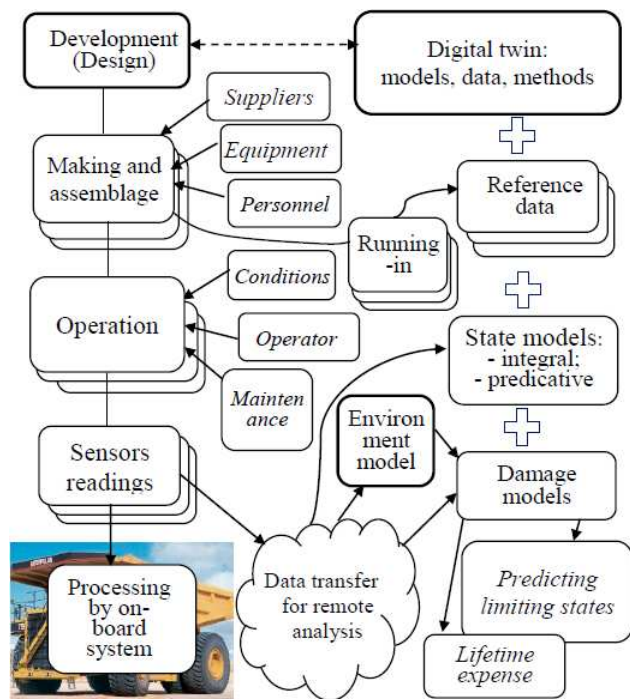 Development
(Design)
Digital twin:
models, data, methods
Suppliers
Making and
assemblage
Equipment
Personnel
Reference
data
Running
-in
Conditions
Operation
Operator
State models:
- integral;
- predicative
Mainten
ance
Environ
ment
model
Sensors
readings
Damage
models
Processing
by on-
board
system
Data transfer
for remote
analysis
Predicting
limiting states
Lifetime
expense